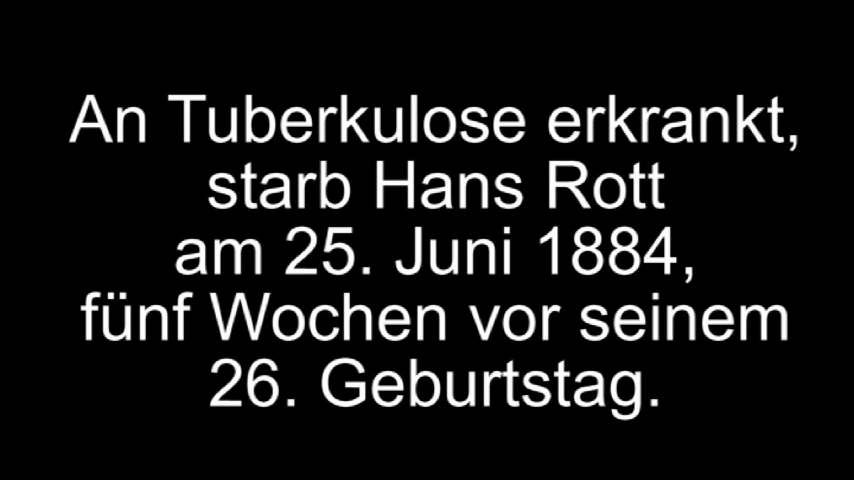 An Tuberkulose erkrankt,
starb Hans Rott
am 25. Juni 1884,
fünf Wochen vor seinem
26. Geburtstag.